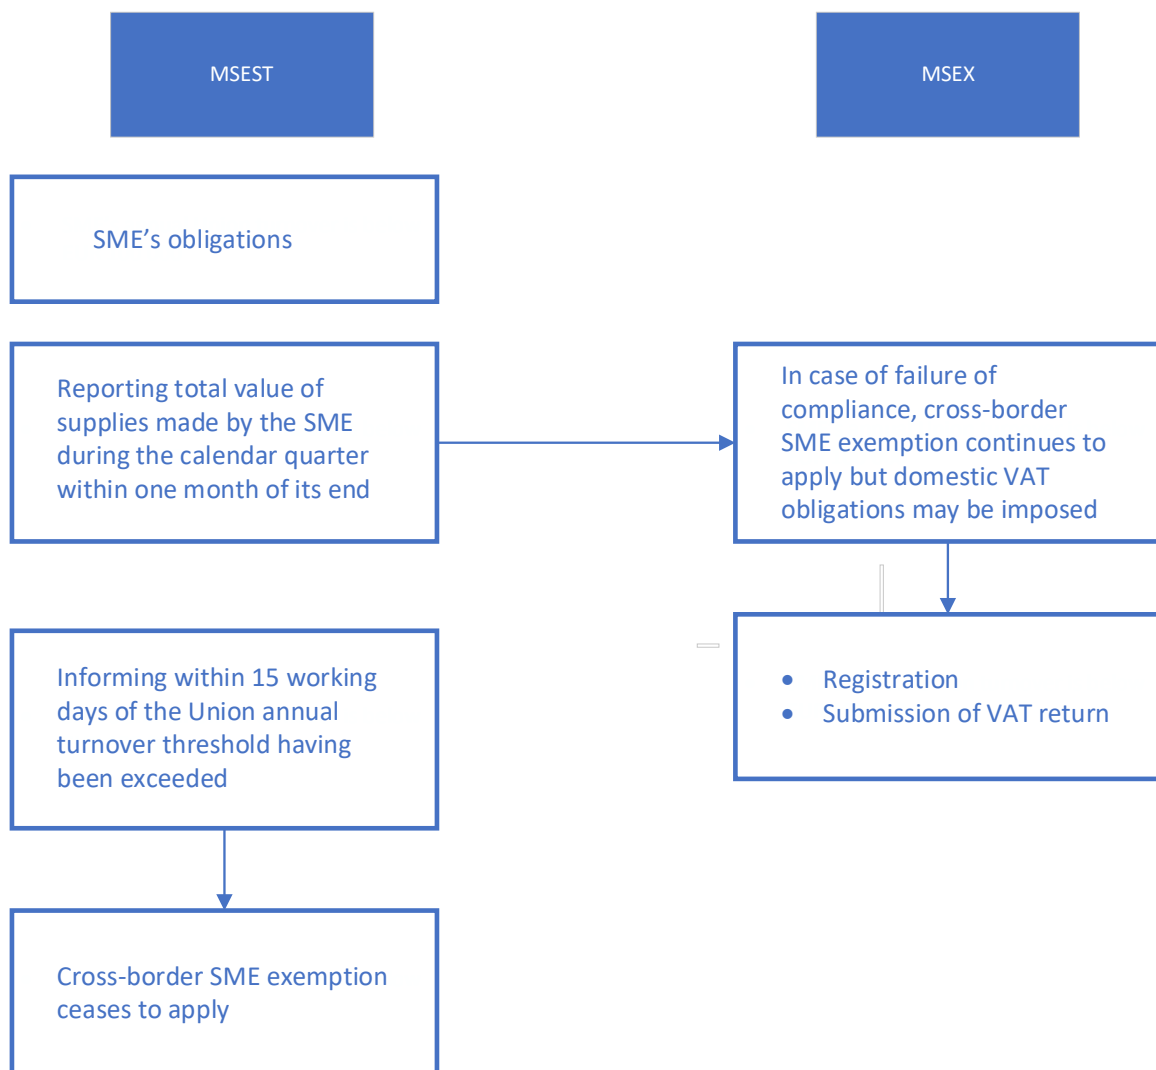 MSEST
MSEX
SME’s obligations
Reporting total value of
supplies made by the SME
during the calendar quarter
within one month of its end
In case of failure of
compliance, cross-border
SME exemption continues to
apply but domestic VAT
obligations may be imposed
Informing within 15 working
days of the Union annual
turnover threshold having
been exceeded
• Registration
• Submission of VAT return
Cross-border SME exemption
ceases to apply